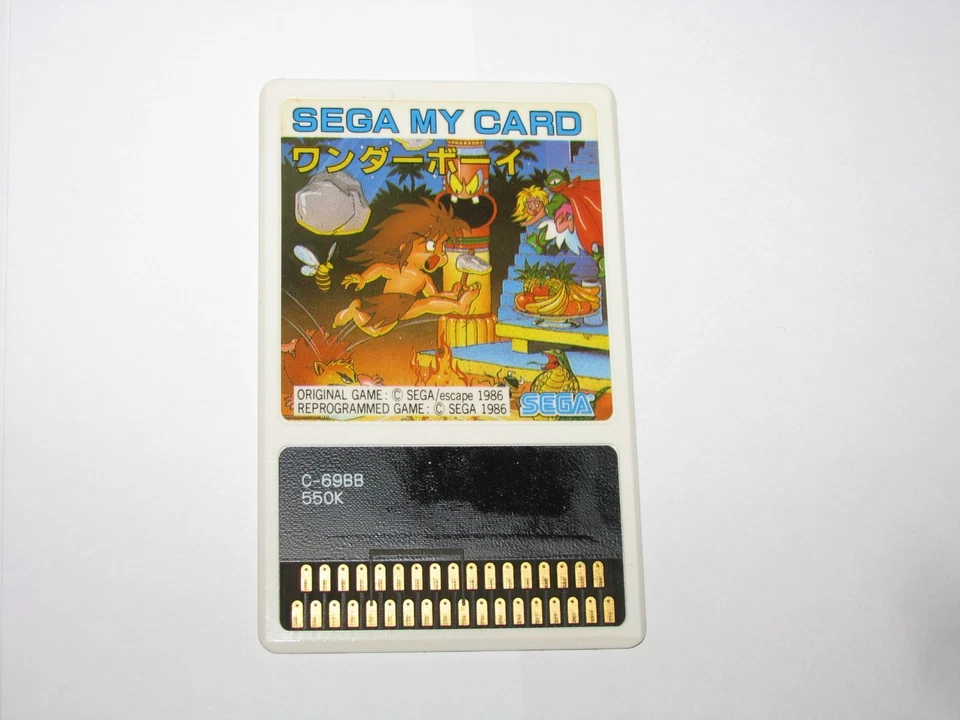 SEGA MY CARD
ワンダーボーイ
ORIGINAL GAME : © SEGA/escape 1986
REPROGRAMMED GAME : © SEGA 1986
SEGA
C-69BB
550K